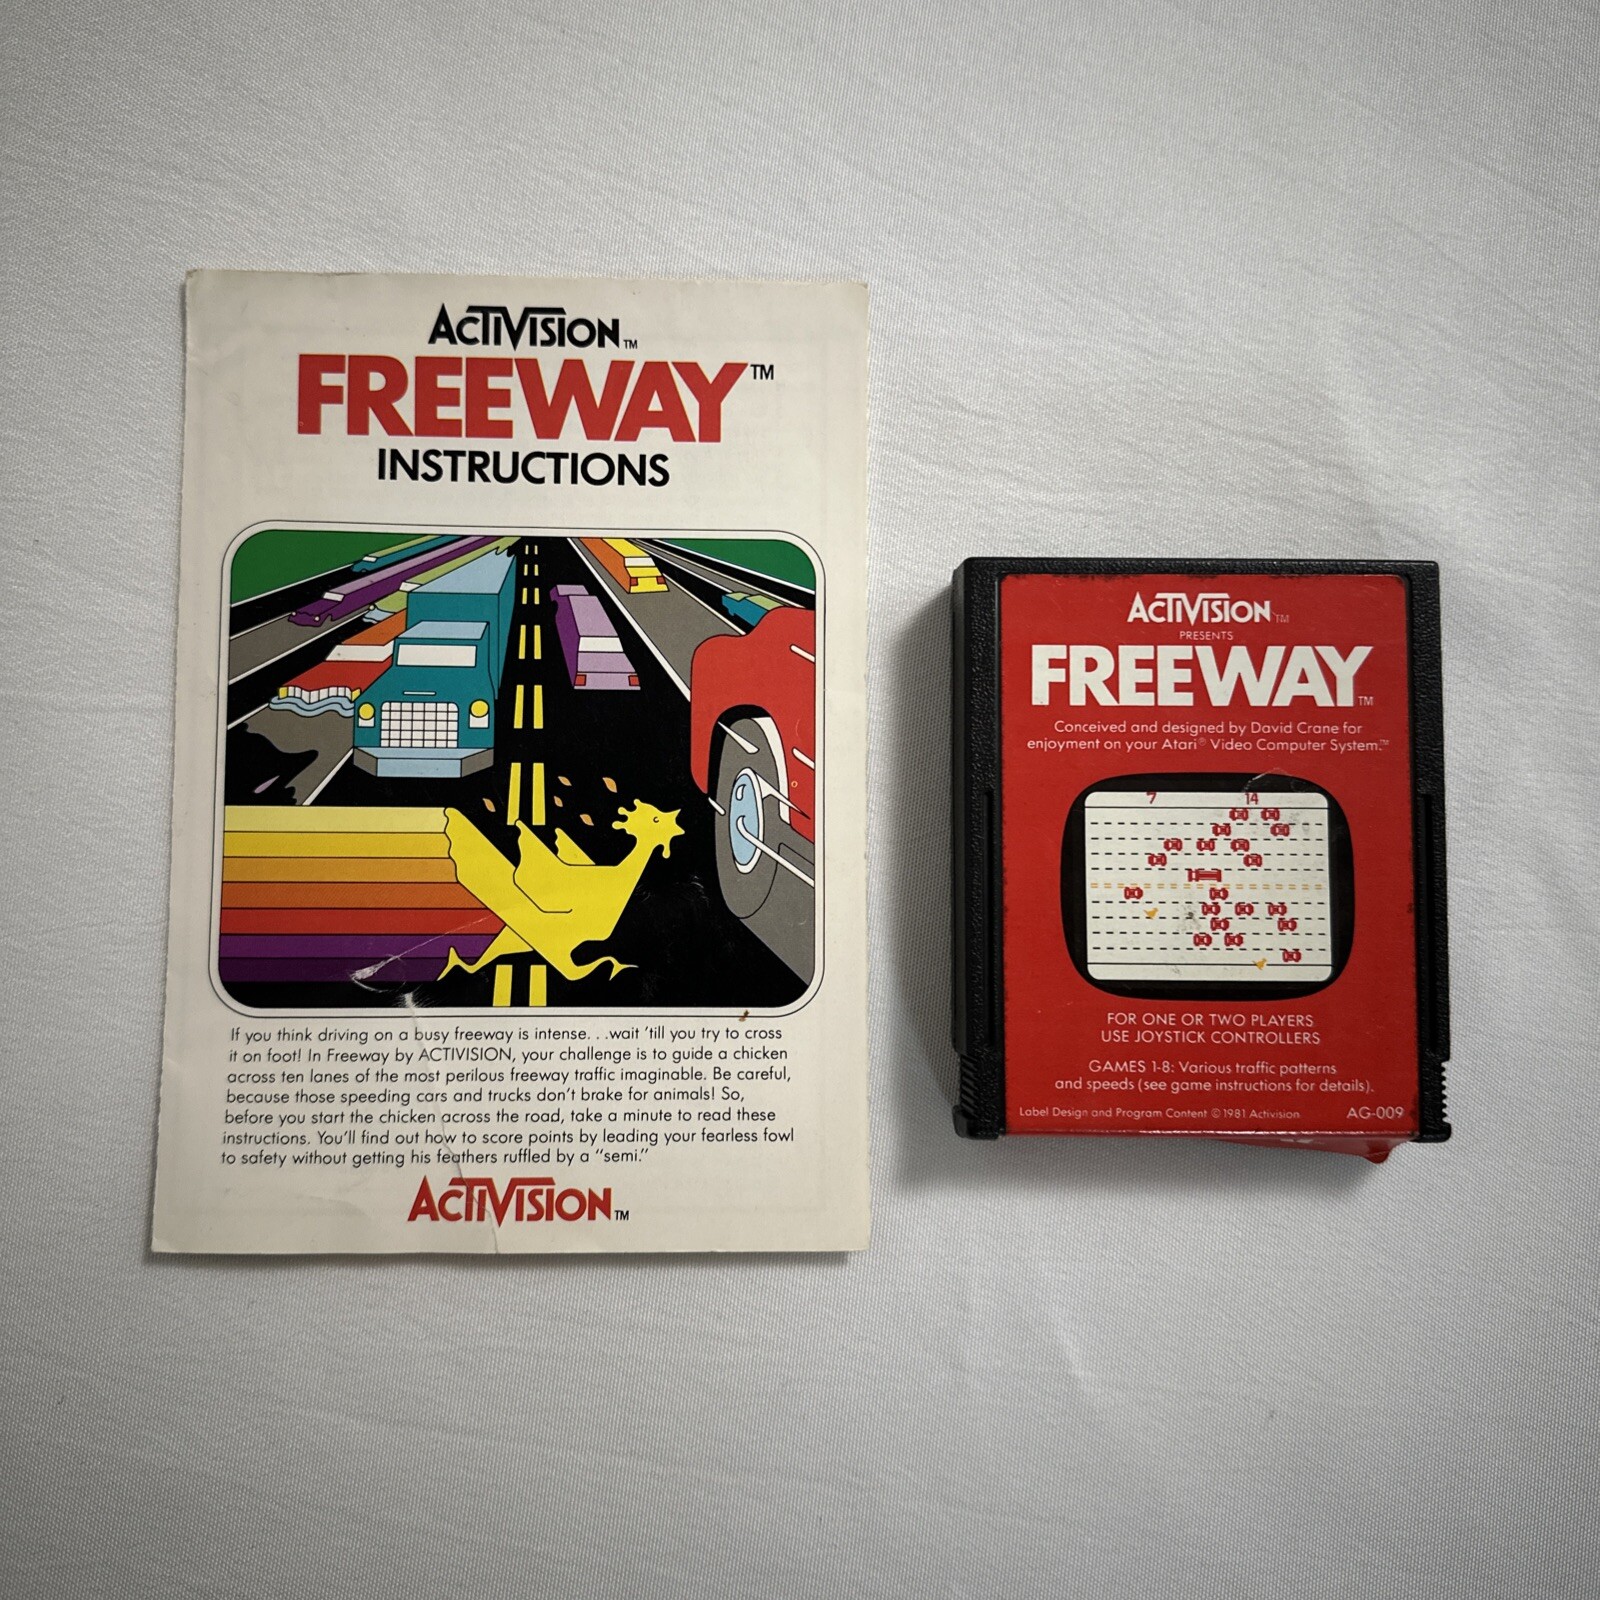 ACTIVISION™
FREEWAY™
INSTRUCTIONS
If you think driving on a busy freeway is intense. . .wait 'till you try to cross
it on foot! In Freeway by ACTIVISION, your challenge is to guide a chicken
across ten lanes of the most perilous freeway traffic imaginable. Be careful,
because those speeding cars and trucks don't brake for animals! So,
before you start the chicken across the road, take a minute to read these
instructions. You'll find out how to score points by leading your fearless fowl
to safety without getting his feathers ruffled by a "semi."
ACTIVISION™
ACTIVISION™
PRESENTS
FREEWAY™
Conceived and designed by David Crane for
enjoyment on your Atari® Video Computer System.™
7 14
FOR ONE OR TWO PLAYERS
USE JOYSTICK CONTROLLERS
GAMES 1-8: Various traffic patterns
and speeds (see game instructions for details).
Label Design and Program Content © 1981 Activision AG-009